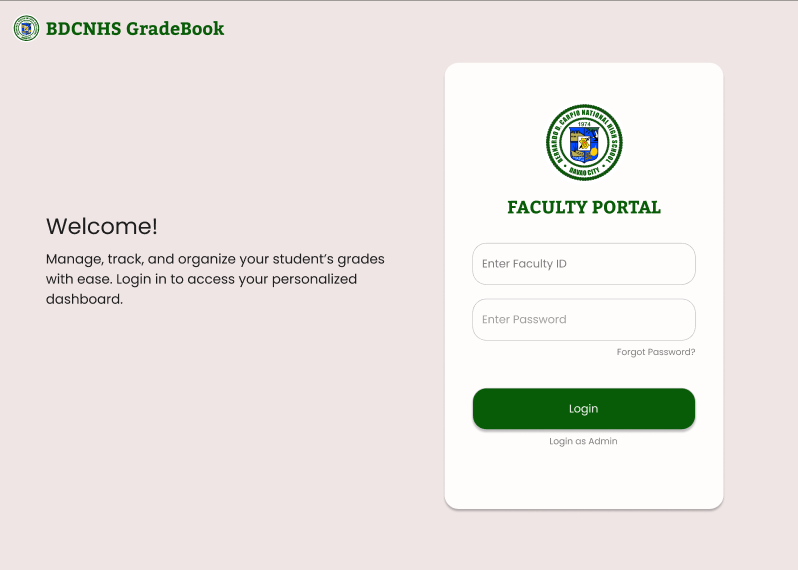 BDCNHS GradeBook
Welcome!
Manage, track, and organize your student’s grades
with ease. Login in to access your personalized
dashboard.
BERNARDO D. CARPIO NATIONAL HIGH SCHOOL
1974
DAVAO CITY
FACULTY PORTAL
Enter Faculty ID
Enter Password
Forgot Password?
Login
Login as Admin